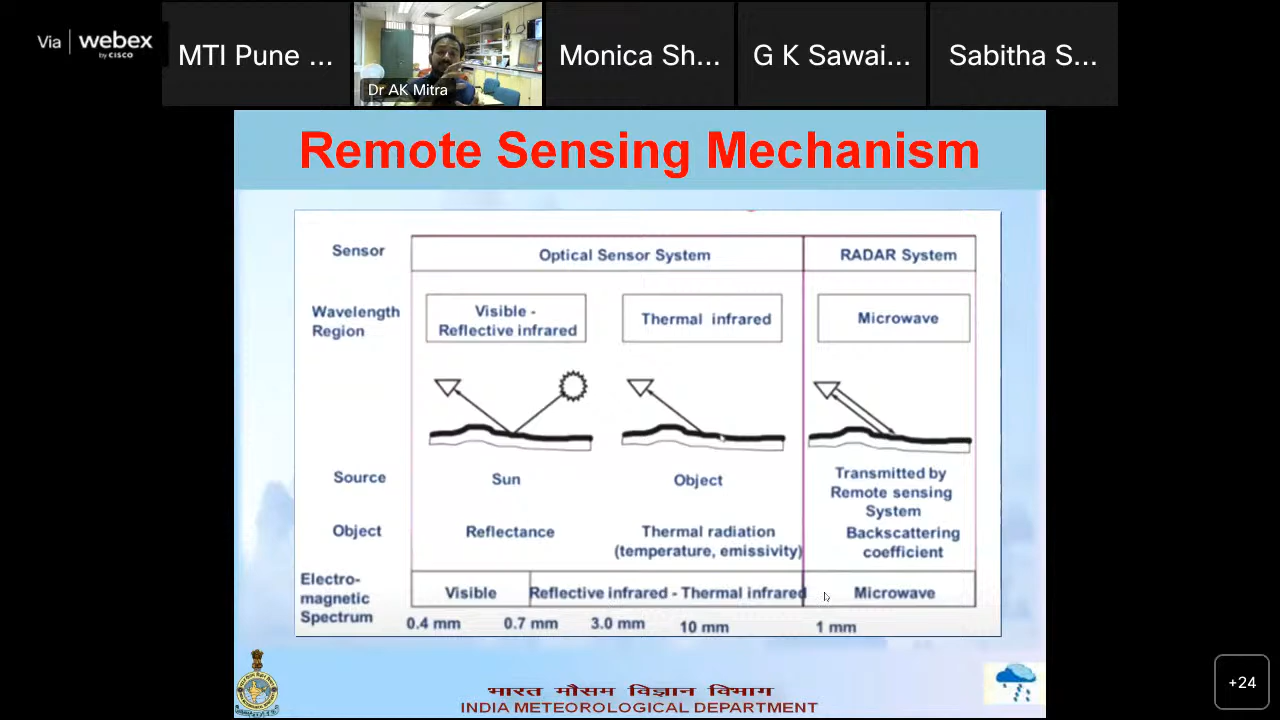 Via webex
by CISCO
MTI Pune ...
Dr AK Mitra
Monica Sh...
G K Sawai...
Sabitha S...
Remote Sensing Mechanism
Sensor
Optical Sensor System
RADAR System
Wavelength
Region
Visible -
Reflective infrared
Thermal infrared
Microwave
Source
Sun
Object
Transmitted by
Remote sensing
System
Object
Reflectance
Thermal radiation
(temperature, emissivity)
Backscattering
coefficient
Electro-
magnetic
Spectrum
Visible
Reflective infrared - Thermal infrared
Microwave
0.4 mm
0.7 mm
3.0 mm
10 mm
1 mm
भारत मौसम विज्ञान विभाग
INDIA METEOROLOGICAL DEPARTMENT
+24